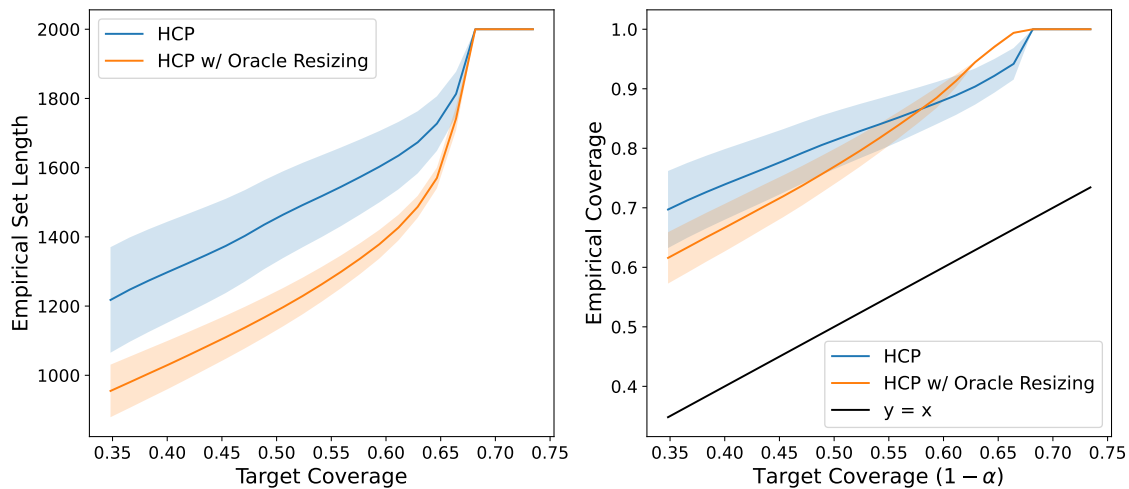 2000
1800
1600
1400
1200
1000
Empirical Set Length
HCP
HCP w/ Oracle Resizing
0.35 0.40 0.45 0.50 0.55 0.60 0.65 0.70 0.75
Target Coverage
1.0
0.9
0.8
0.7
0.6
0.5
0.4
Empirical Coverage
HCP
HCP w/ Oracle Resizing
y = x
0.35 0.40 0.45 0.50 0.55 0.60 0.65 0.70 0.75
Target Coverage (1 − α)